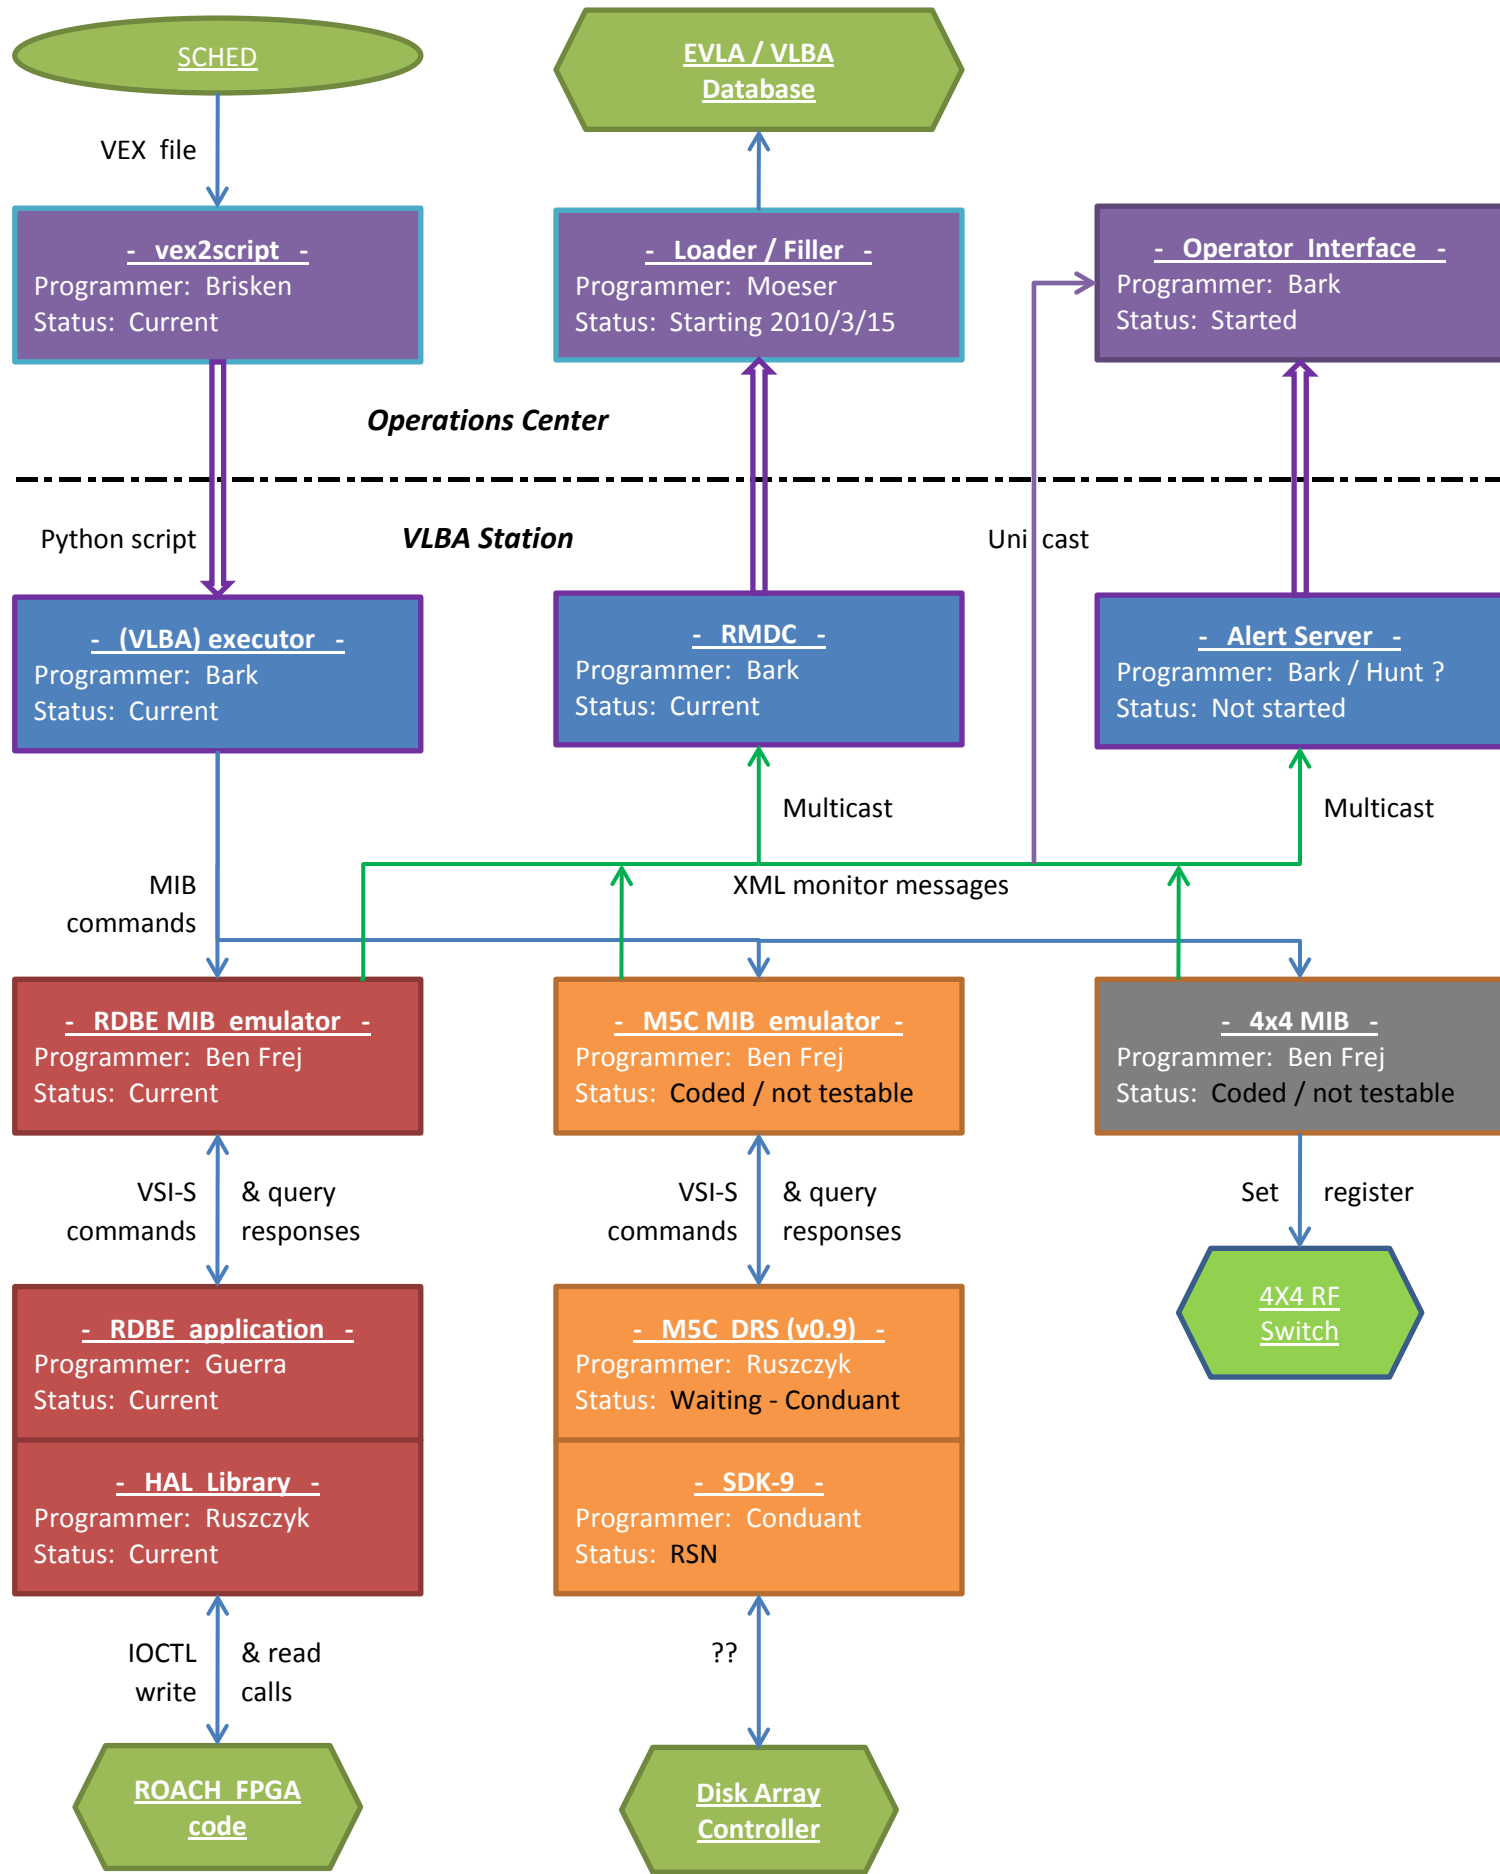 SCHED
EVLA / VLBA
Database
VEX file
- vex2script -
Programmer: Brisken
Status: Current
- Loader / Filler -
Programmer: Moeser
Status: Starting 2010/3/15
- Operator Interface -
Programmer: Bark
Status: Started
Operations Center
Python script
VLBA Station
Uni cast
- (VLBA) executor -
Programmer: Bark
Status: Current
- RMDC -
Programmer: Bark
Status: Current
- Alert Server -
Programmer: Bark / Hunt ?
Status: Not started
Multicast
Multicast
MIB
commands
XML monitor messages
- RDBE MIB emulator -
Programmer: Ben Frej
Status: Current
- M5C MIB emulator -
Programmer: Ben Frej
Status: Coded / not testable
- 4x4 MIB -
Programmer: Ben Frej
Status: Coded / not testable
VSI-S & query
commands responses
VSI-S & query
commands responses
Set register
- RDBE application -
Programmer: Guerra
Status: Current
- M5C DRS (v0.9) -
Programmer: Ruszczyk
Status: Waiting - Conduant
4X4 RF
Switch
- HAL Library -
Programmer: Ruszczyk
Status: Current
- SDK-9 -
Programmer: Conduant
Status: RSN
IOCTL & read
write calls
??
ROACH FPGA
code
Disk Array
Controller